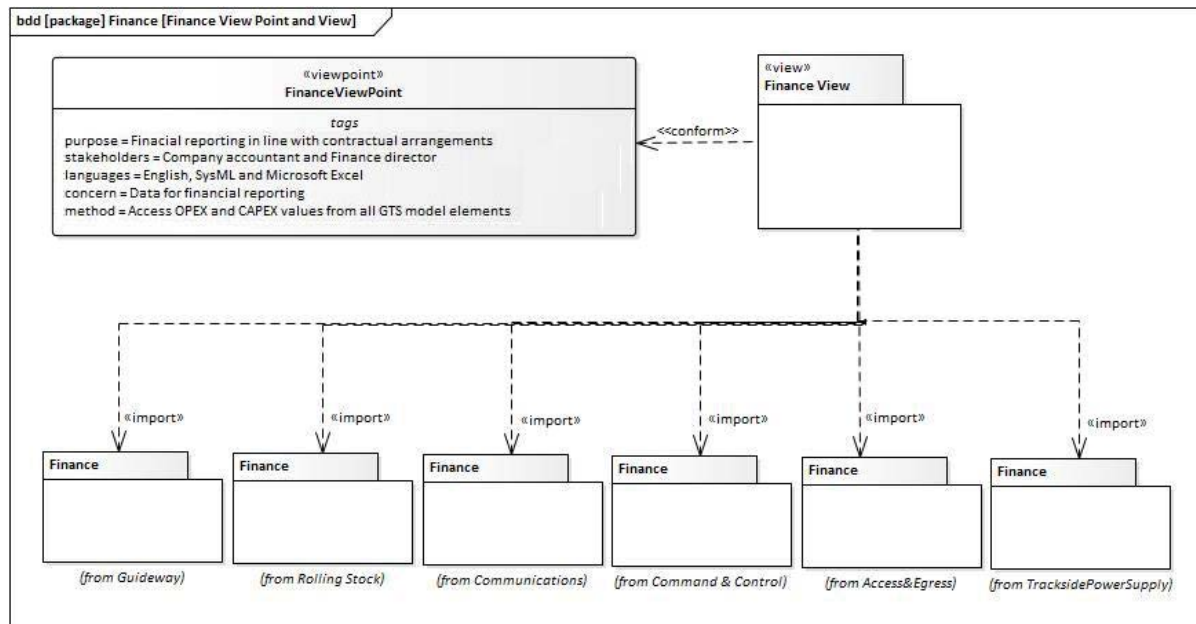 bdd [package] Finance [Finance View Point and View]
«viewpoint»
FinanceViewPoint
tags
purpose = Finacial reporting in line with contractual arrangements
stakeholders = Company accountant and Finance director
languages = English, SysML and Microsoft Excel
concern = Data for financial reporting
method = Access OPEX and CAPEX values from all GTS model elements
<<conform>>
«view»
Finance View
«import»
«import»
«import»
«import»
«import»
«import»
Finance
Finance
Finance
Finance
Finance
Finance
(from Guideway)
(from Rolling Stock)
(from Communications)
(from Command & Control)
(from Access&Egress)
(from TracksidePowerSupply)